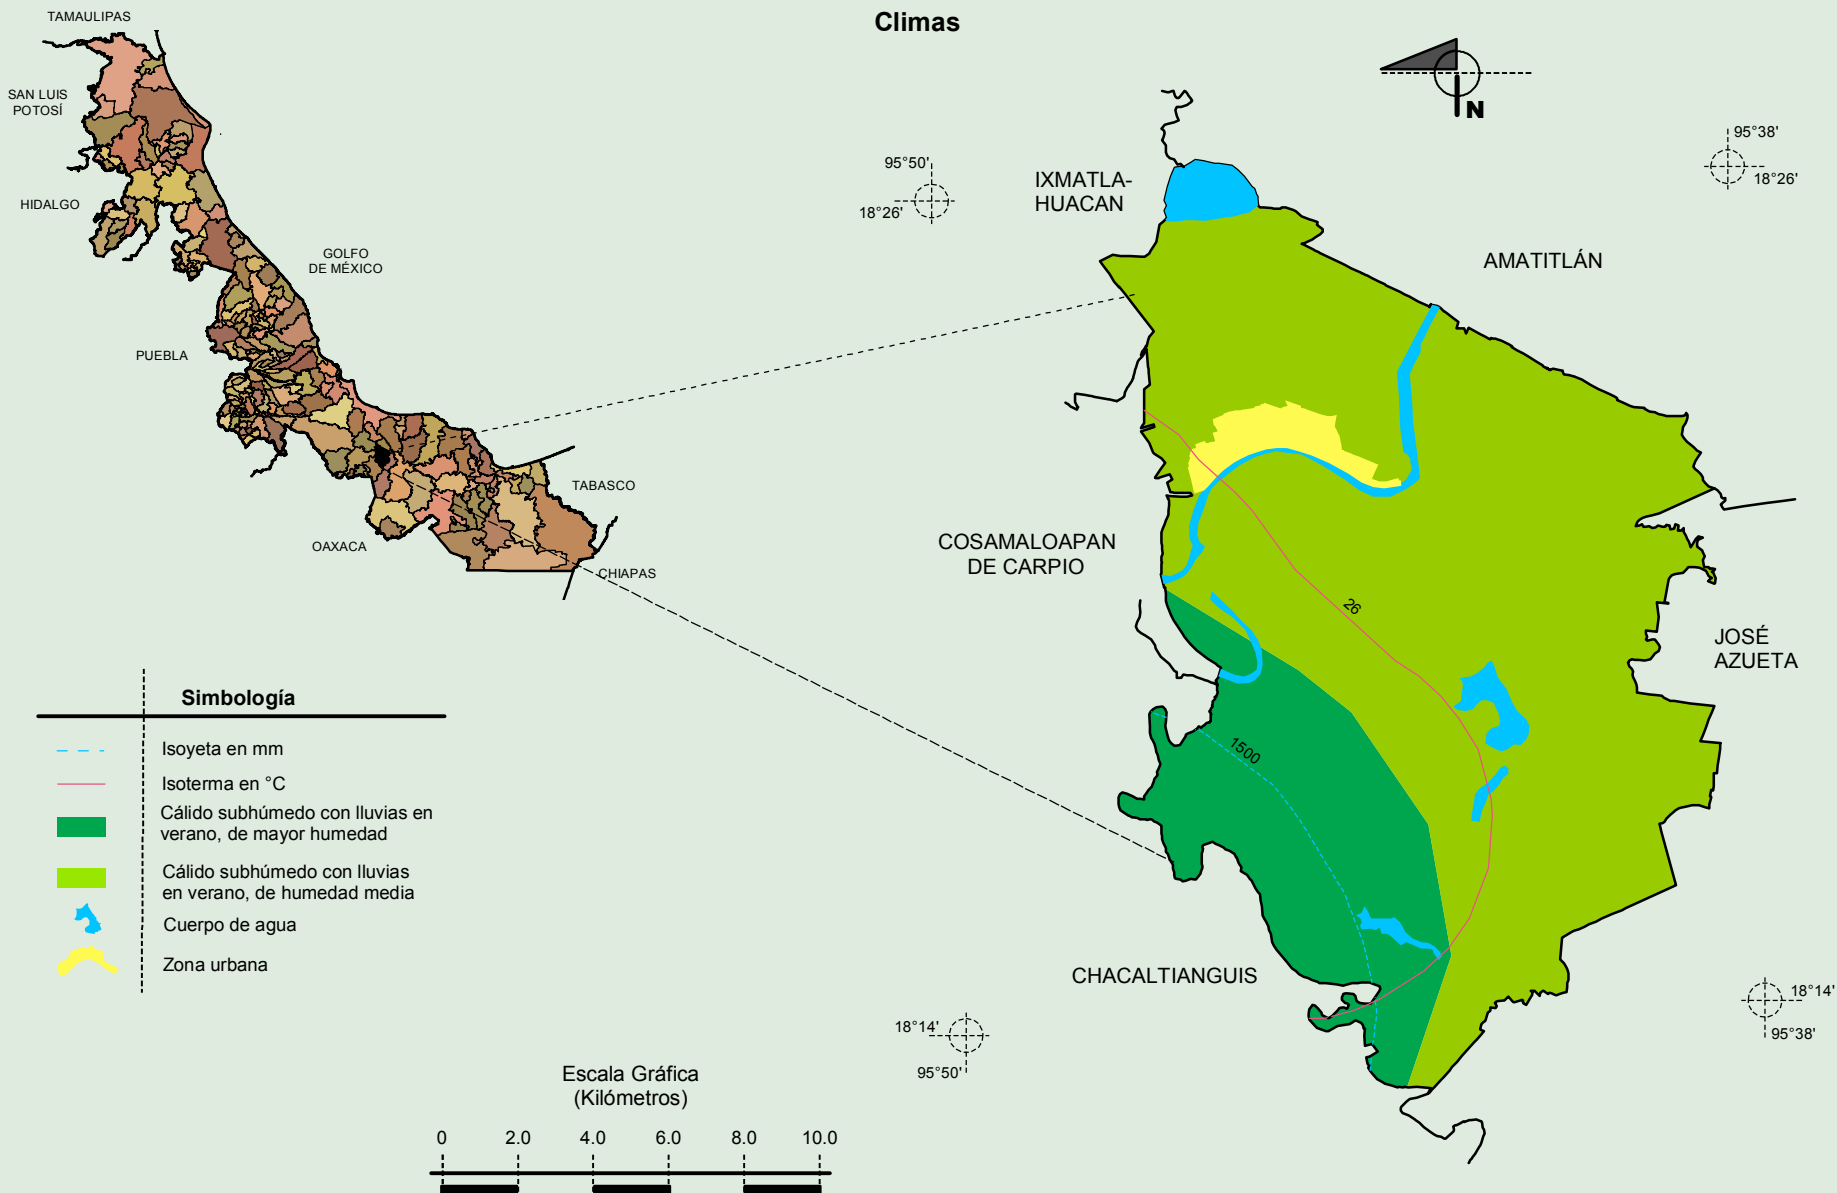 Climas
TAMAULIPAS
SAN LUIS
POTOSÍ
HIDALGO
GOLFO
DE MÉXICO
PUEBLA
OAXACA
TABASCO
CHIAPAS
N
95°50'
18°26'
95°38'
18°26'
IXMATLA-
HUACAN
AMATITLÁN
COSAMALOAPAN
DE CARPIO
JOSÉ
AZUETA
CHACALTIANGUIS
26
1500
18°14'
95°50'
18°14'
95°38'
Simbología
Isoyeta en mm
Isoterma en °C
Cálido subhúmedo con lluvias en
verano, de mayor humedad
Cálido subhúmedo con lluvias
en verano, de humedad media
Cuerpo de agua
Zona urbana
Escala Gráfica
(Kilómetros)
0 2.0 4.0 6.0 8.0 10.0